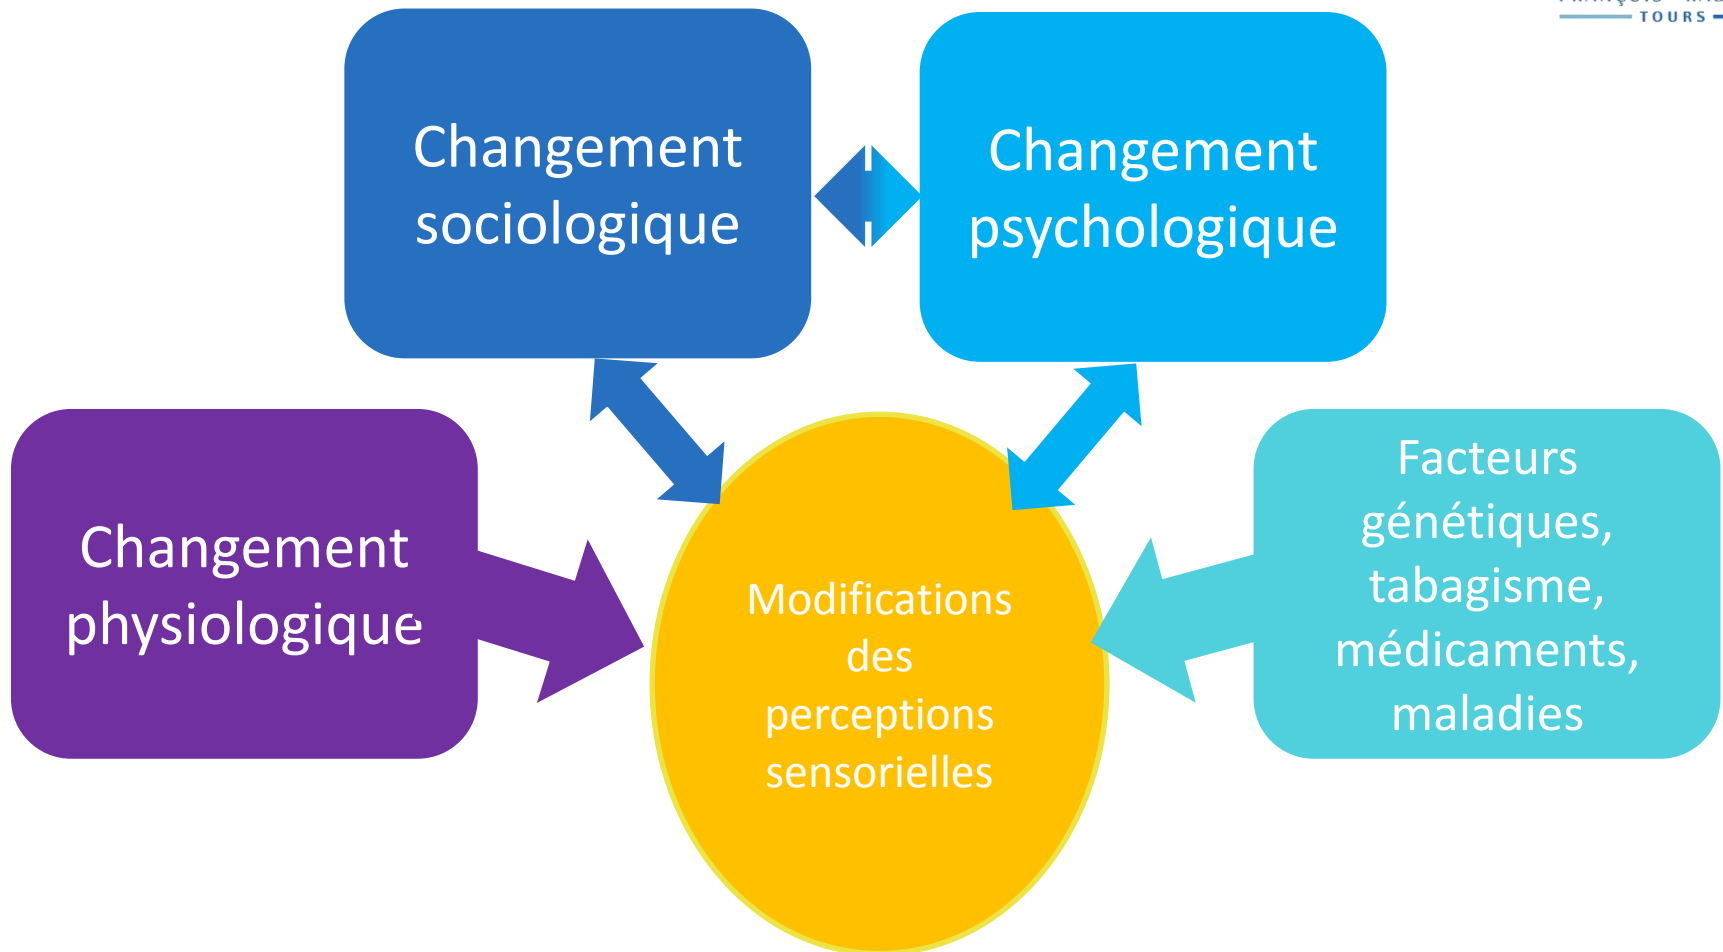 TOURS
Changement
sociologique
Changement
psychologique
Changement
physiologique
Modifications
des
perceptions
sensorielles
Facteurs
génétiques,
tabagisme,
médicaments,
maladies